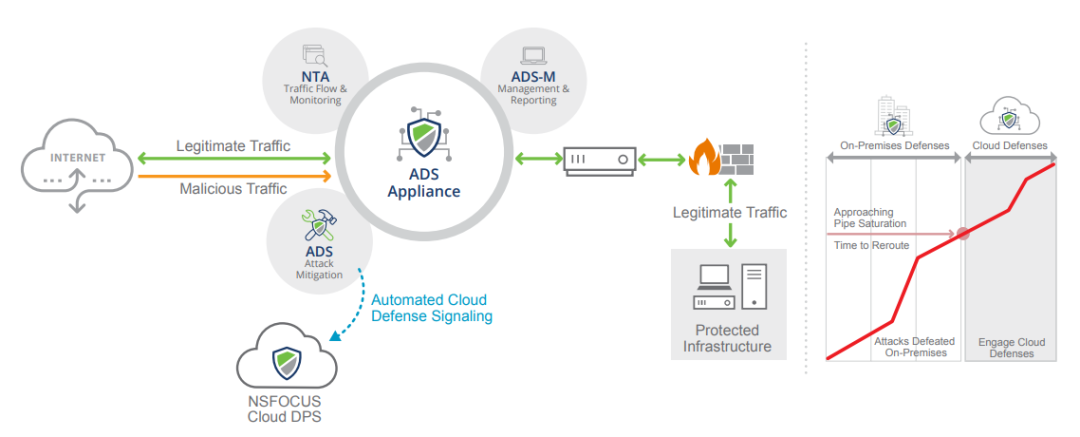 NTA
Traffic Flow &
Monitoring
ADS-M
Management &
Reporting
INTERNET
Legitimate Traffic
Malicious Traffic
ADS
Appliance
ADS
Attack
Mitigation
Automated Cloud
Defense Signaling
NSFOCUS
Cloud DPS
Legitimate Traffic
Protected
Infrastructure
On-Premises Defenses
Cloud Defenses
Approaching
Pipe Saturation
Time to Reroute
Attacks Defeated
On-Premises
Engage Cloud
Defenses